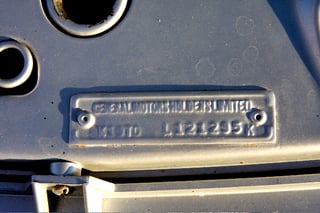 GENERAL MOTORS HOLDEN'S LIMITED
L121295K